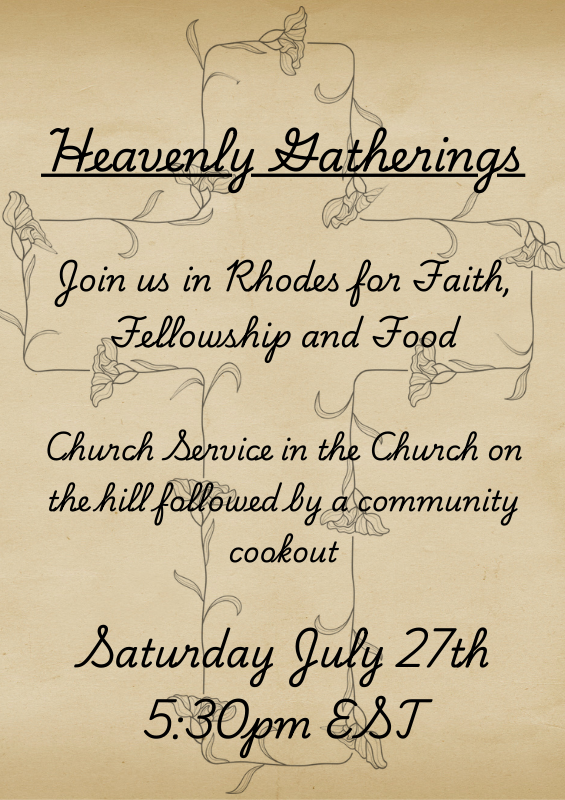 Heavenly Gatherings
Join us in Rhodes for Faith,
Fellowship and Food
Church Service in the Church on
the hill followed by a community
cookout
Saturday July 27th
5:30pm EST